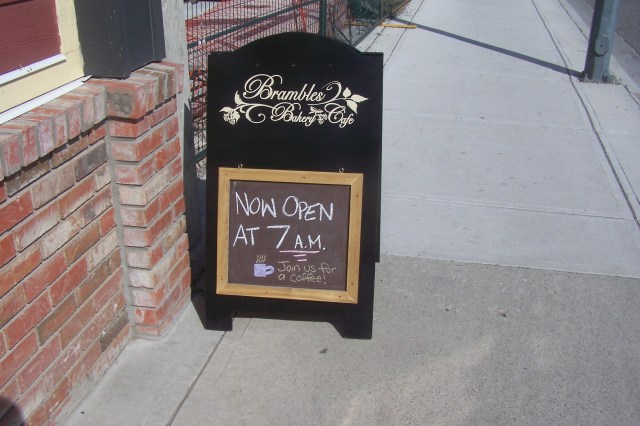 Brambles
Bakery Cafe
NOW OPEN
AT 7 A.M.
Join us for
a coffee!